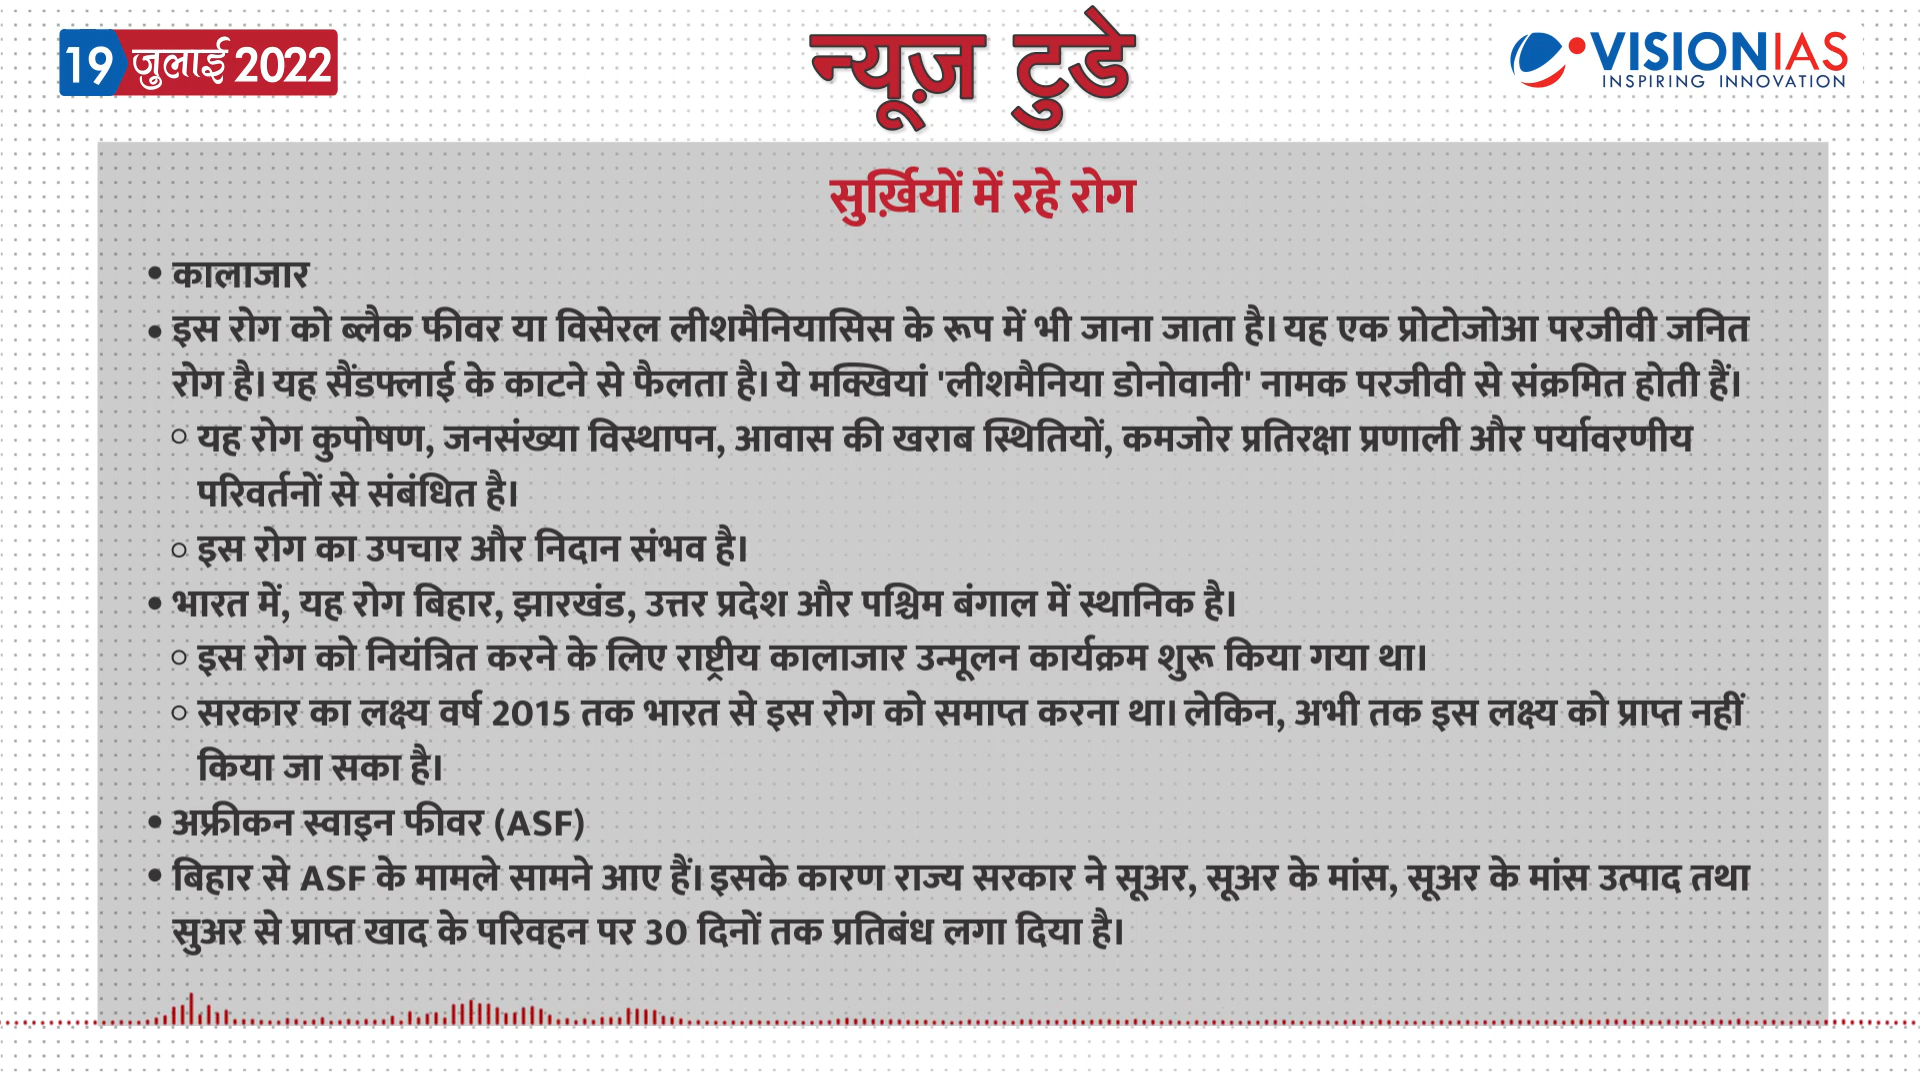 19 जुलाई 2022
न्यूज़ टुडे
VISIONIAS
INSPIRING INNOVATION
सुर्ख़ियों में रहे रोग
• कालाजार
• इस रोग को ब्लैक फीवर या विसेरल लीशमैनियासिस के रूप में भी जाना जाता है। यह एक प्रोटोजोआ परजीवी जनित
रोग है। यह सैंडफ्लाई के काटने से फैलता है। ये मक्खियां 'लीशमैनिया डोनोवानी' नामक परजीवी से संक्रमित होती हैं।
○ यह रोग कुपोषण, जनसंख्या विस्थापन, आवास की खराब स्थितियों, कमजोर प्रतिरक्षा प्रणाली और पर्यावरणीय
परिवर्तनों से संबंधित है।
○ इस रोग का उपचार और निदान संभव है।
• भारत में, यह रोग बिहार, झारखंड, उत्तर प्रदेश और पश्चिम बंगाल में स्थानिक है।
○ इस रोग को नियंत्रित करने के लिए राष्ट्रीय कालाजार उन्मूलन कार्यक्रम शुरू किया गया था।
○ सरकार का लक्ष्य वर्ष 2015 तक भारत से इस रोग को समाप्त करना था। लेकिन, अभी तक इस लक्ष्य को प्राप्त नहीं
किया जा सका है।
• अफ्रीकन स्वाइन फीवर (ASF)
• बिहार से ASF के मामले सामने आए हैं। इसके कारण राज्य सरकार ने सूअर, सूअर के मांस, सूअर के मांस उत्पाद तथा
सुअर से प्राप्त खाद के परिवहन पर 30 दिनों तक प्रतिबंध लगा दिया है।